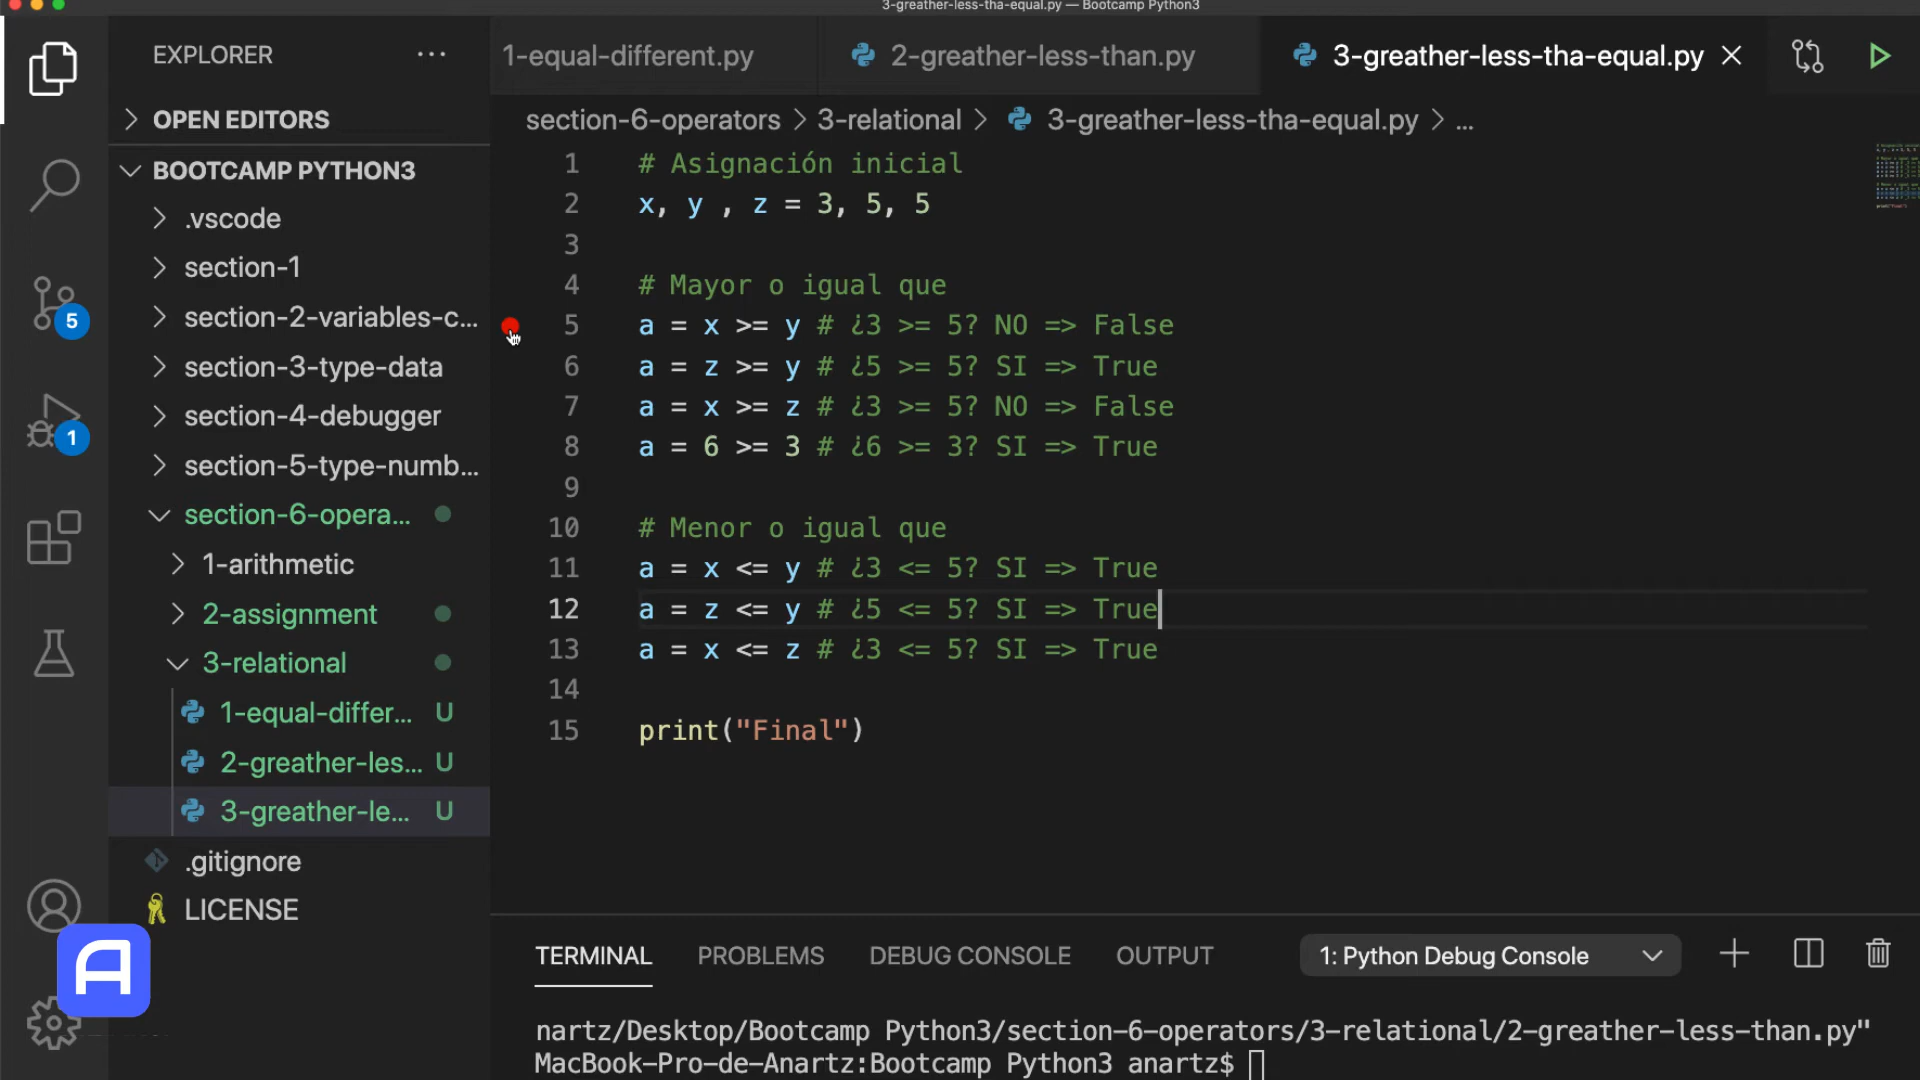 3-greather-less-tha-equal.py — Bootcamp Python3
EXPLORER ...
1-equal-different.py
2-greather-less-than.py
3-greather-less-tha-equal.py
OPEN EDITORS
section-6-operators > 3-relational > 3-greather-less-tha-equal.py > ...
BOOTCAMP PYTHON3
.vscode
section-1
section-2-variables-c...
section-3-type-data
section-4-debugger
section-5-type-numb...
section-6-opera...
1-arithmetic
2-assignment
3-relational
1-equal-differ... U
2-greather-les... U
3-greather-le... U
.gitignore
LICENSE
5
1
A
1 # Asignación inicial
2 x, y , z = 3, 5, 5
3
4 # Mayor o igual que
5 a = x >= y # ¿3 >= 5? NO => False
6 a = z >= y # ¿5 >= 5? SI => True
7 a = x >= z # ¿3 >= 5? NO => False
8 a = 6 >= 3 # ¿6 >= 3? SI => True
9
10 # Menor o igual que
11 a = x <= y # ¿3 <= 5? SI => True
12 a = z <= y # ¿5 <= 5? SI => True
13 a = x <= z # ¿3 <= 5? SI => True
14
15 print("Final")
TERMINAL PROBLEMS DEBUG CONSOLE OUTPUT 1: Python Debug Console
nartz/Desktop/Bootcamp Python3/section-6-operators/3-relational/2-greather-less-than.py"
MacBook-Pro-de-Anartz:Bootcamp Python3 anartz$